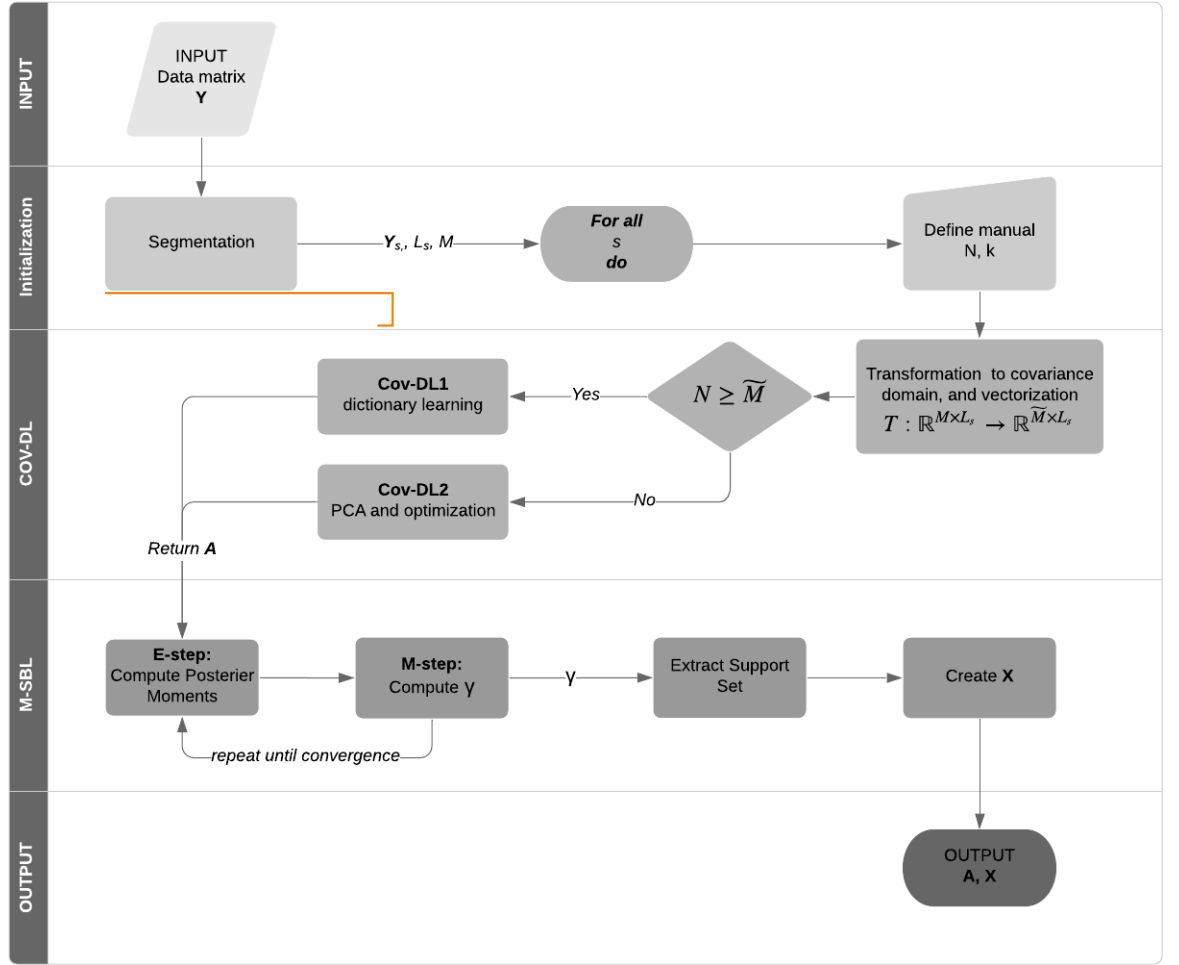 INPUT
INPUT
Data matrix
Y
Initialization
Segmentation
Yₛ,, Lₛ, M
For all
s
do
Define manual
N, k
COV-DL
Transformation to covariance
domain, and vectorization
T : ℝ^{M×L_s} → ℝ^{M̃×L_s}
N ≥ M̃
Yes
Cov-DL1
dictionary learning
No
Cov-DL2
PCA and optimization
Return A
M-SBL
E-step:
Compute Posterier
Moments
M-step:
Compute γ
repeat until convergence
γ
Extract Support
Set
Create X
OUTPUT
OUTPUT
A, X